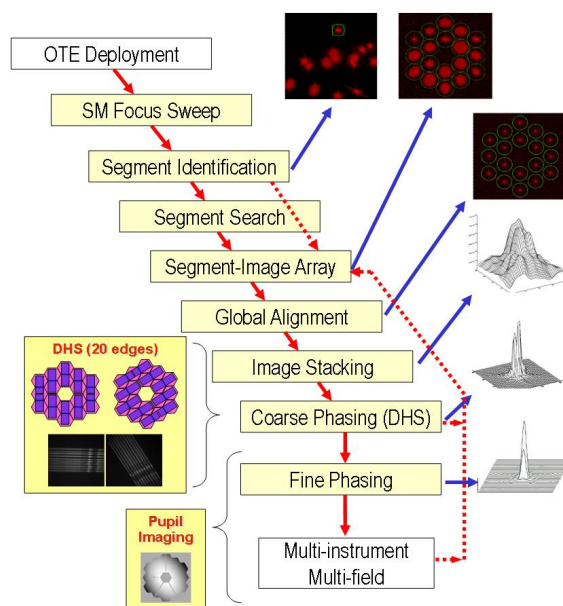 OTE Deployment
SM Focus Sweep
Segment Identification
Segment Search
Segment-Image Array
Global Alignment
Image Stacking
DHS (20 edges)
Coarse Phasing (DHS)
Fine Phasing
Pupil
Imaging
Multi-instrument
Multi-field